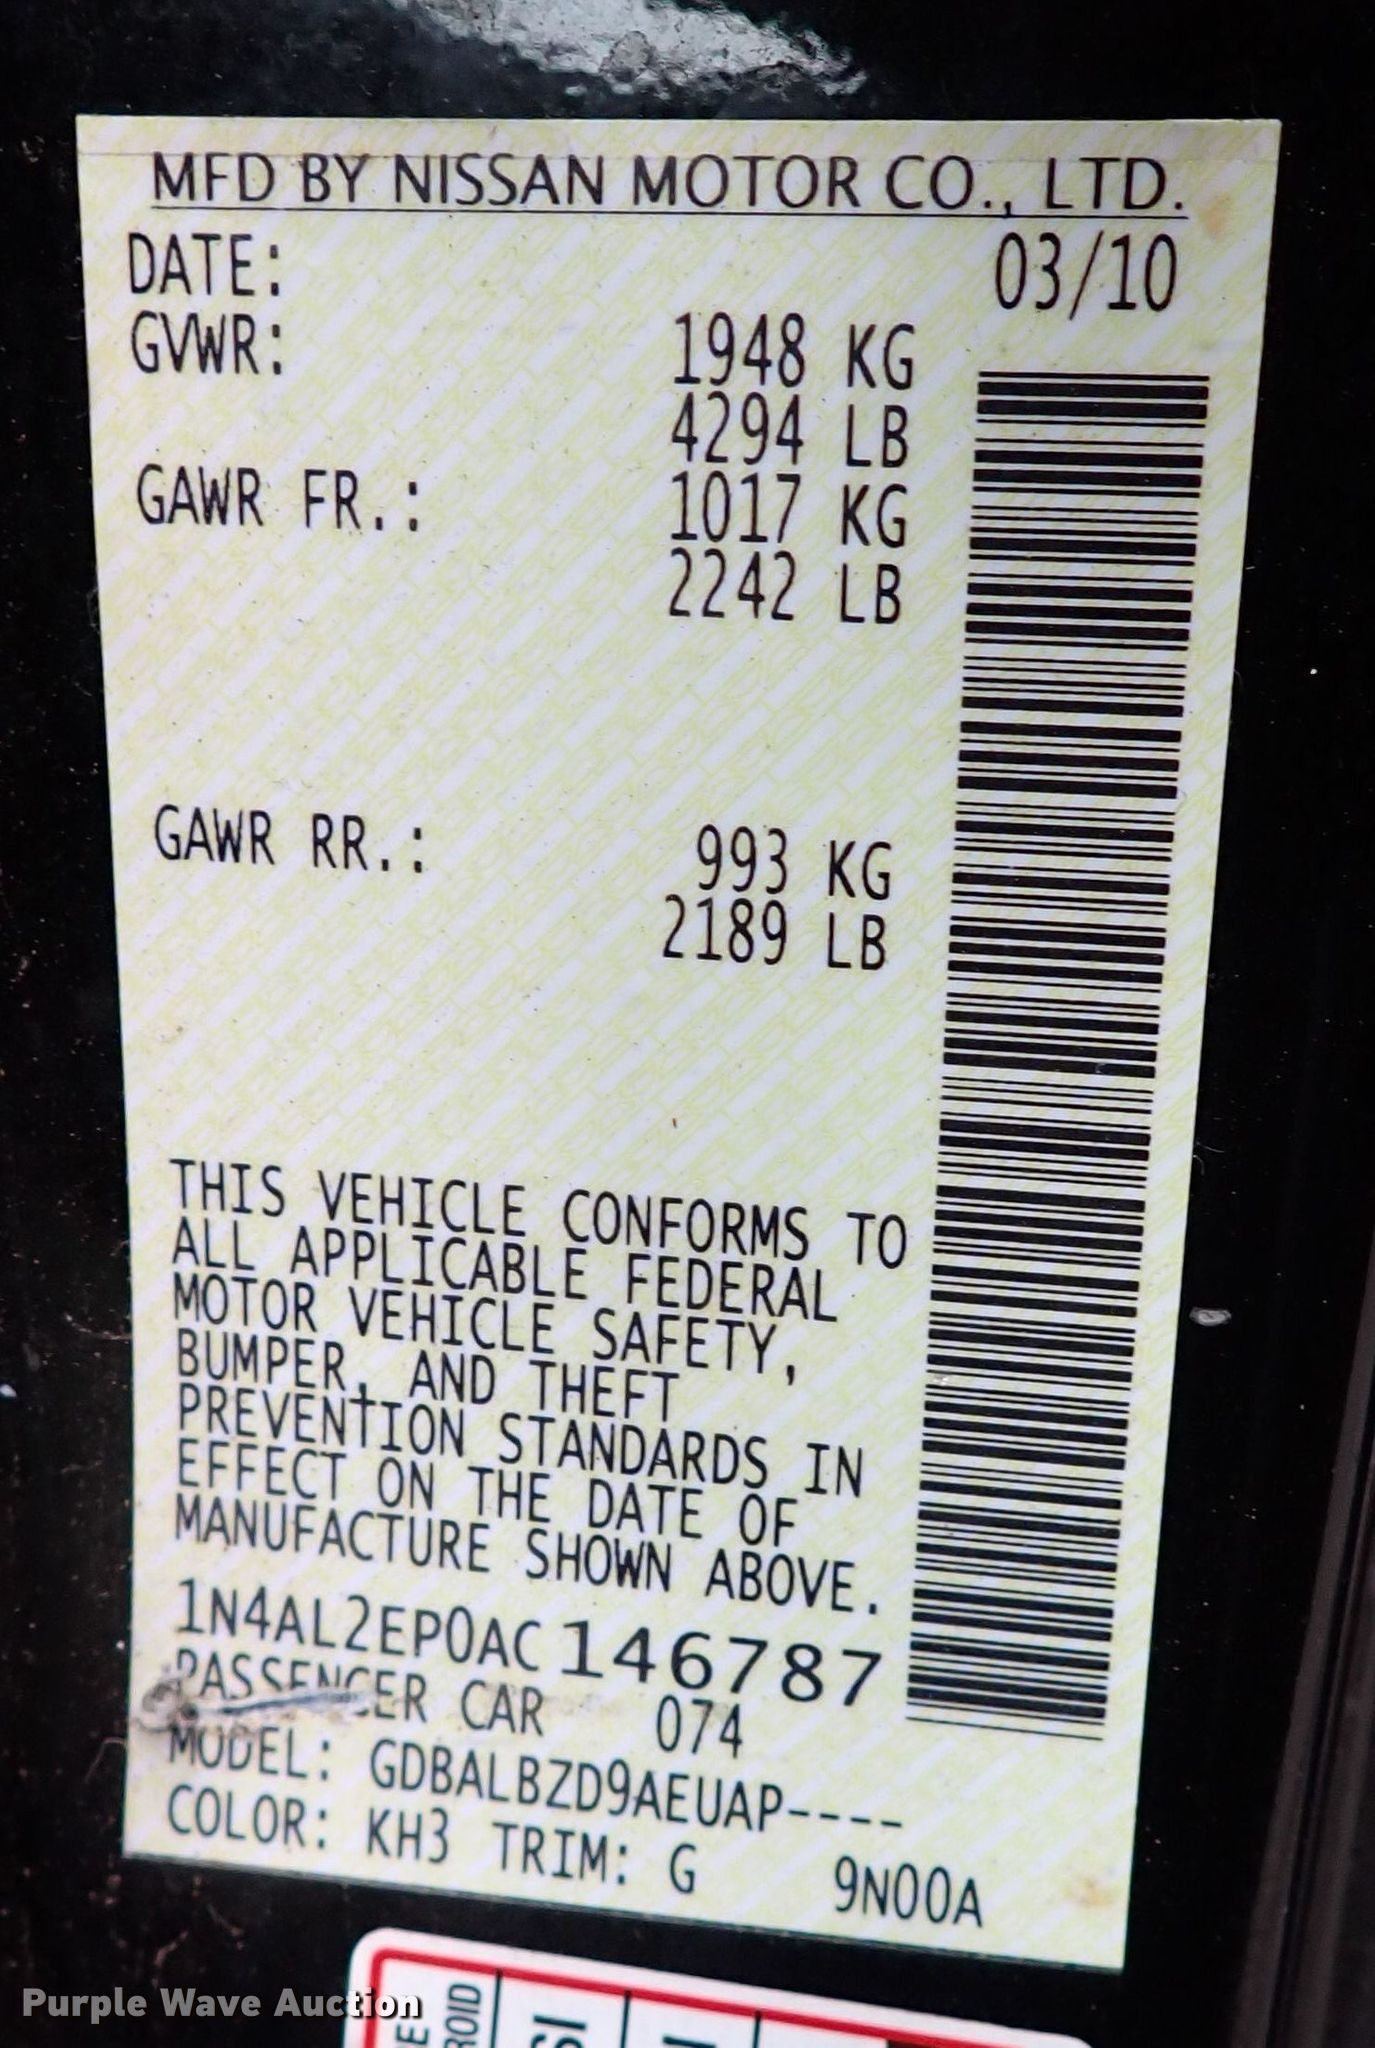 MFD BY NISSAN MOTOR CO., LTD.
DATE: 03/10
GVWR: 1948 KG
4294 LB
GAWR FR.: 1017 KG
2242 LB
GAWR RR.: 993 KG
2189 LB
THIS VEHICLE CONFORMS TO
ALL APPLICABLE FEDERAL
MOTOR VEHICLE SAFETY,
BUMPER, AND THEFT
PREVENTION STANDARDS IN
EFFECT ON THE DATE OF
MANUFACTURE SHOWN ABOVE.
1N4AL2EP0AC146787
PASSENGER CAR 074
MODEL: GDBALBZD9AEUAP----
COLOR: KH3 TRIM: G 9N00A
Purple Wave Auction